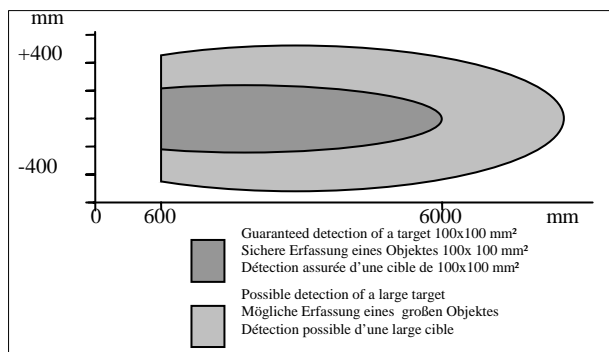 mm
+400
-400
0 600 6000 mm
Guaranteed detection of a target 100x100 mm²
Sichere Erfassung eines Objektes 100x 100 mm²
Détection assurée d'une cible de 100x100 mm²
Possible detection of a large target
Mögliche Erfassung eines großen Objektes
Détection possible d'une large cible